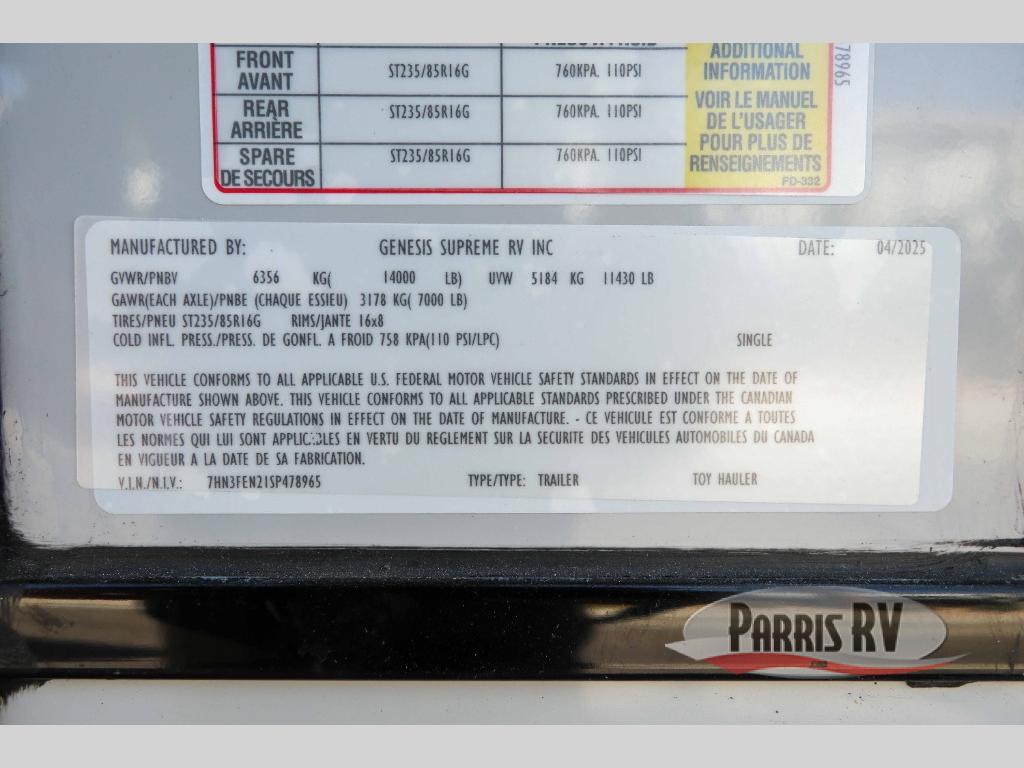 ADDITIONAL
INFORMATION
FRONT
AVANT
ST235/85R16G
760KPA. 110PSI
REAR
ARRIÈRE
ST235/85R16G
760KPA. 110PSI
SPARE
DE SECOURS
ST235/85R16G
760KPA. 110PSI
VOIR LE MANUEL
DE L'USAGER
POUR PLUS DE
RENSEIGNEMENTS
PD-332
78965
MANUFACTURED BY: GENESIS SUPREME RV INC DATE: 04/2025
GVWR/PNBV 6356 KG( 14000 LB) UVW 5184 KG 11430 LB
GAWR(EACH AXLE)/PNBE (CHAQUE ESSIEU) 3178 KG( 7000 LB)
TIRES/PNEU ST235/85R16G RIMS/JANTE 16x8
COLD INFL. PRESS./PRESS. DE GONFL. A FROID 758 KPA(110 PSI/LPC) SINGLE
THIS VEHICLE CONFORMS TO ALL APPLICABLE U.S. FEDERAL MOTOR VEHICLE SAFETY STANDARDS IN EFFECT ON THE DATE OF
MANUFACTURE SHOWN ABOVE. THIS VEHICLE CONFORMS TO ALL APPLICABLE STANDARDS PRESCRIBED UNDER THE CANADIAN
MOTOR VEHICLE SAFETY REGULATIONS IN EFFECT ON THE DATE OF MANUFACTURE. - CE VEHICULE EST CONFORME A TOUTES
LES NORMES QUI LUI SONT APPLICABLES EN VERTU DU REGLEMENT SUR LA SECURITE DES VEHICULES AUTOMOBILES DU CANADA
EN VIGUEUR A LA DATE DE SA FABRICATION.
V.I.N./N.I.V.: 7HN3FEN21SP478965 TYPE/TYPE: TRAILER TOY HAULER
PARRIS RV
.COM